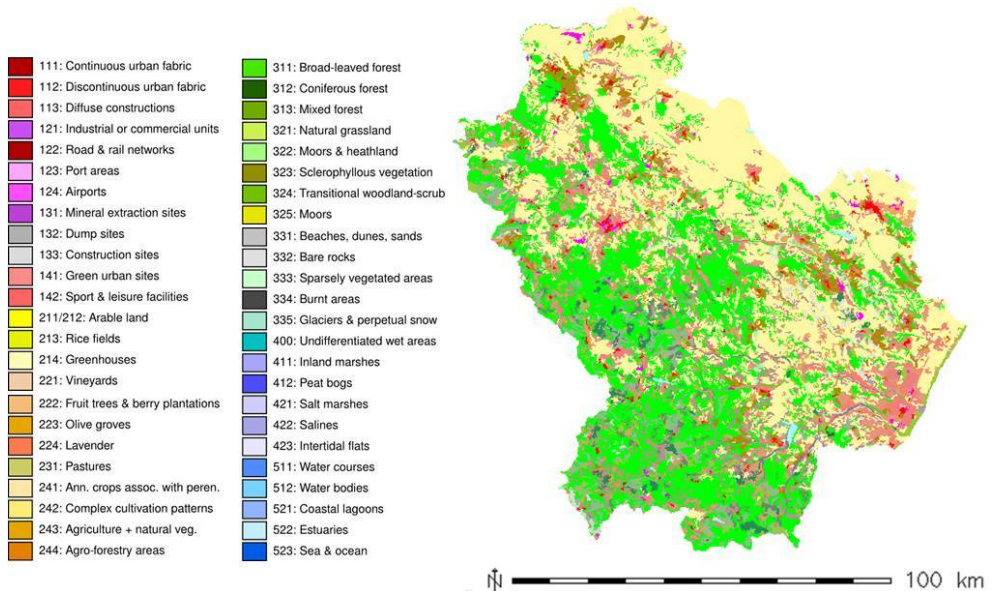 111: Continuous urban fabric
112: Discontinuous urban fabric
113: Diffuse constructions
121: Industrial or commercial units
122: Road & rail networks
123: Port areas
124: Airports
131: Mineral extraction sites
132: Dump sites
133: Construction sites
141: Green urban sites
142: Sport & leisure facilities
211/212: Arable land
213: Rice fields
214: Greenhouses
221: Vineyards
222: Fruit trees & berry plantations
223: Olive groves
224: Lavender
231: Pastures
241: Ann. crops assoc. with peren.
242: Complex cultivation patterns
243: Agriculture + natural veg.
244: Agro-forestry areas
311: Broad-leaved forest
312: Coniferous forest
313: Mixed forest
321: Natural grassland
322: Moors & heathland
323: Sclerophyllous vegetation
324: Transitional woodland-scrub
325: Moors
331: Beaches, dunes, sands
332: Bare rocks
333: Sparsely vegetated areas
334: Burnt areas
335: Glaciers & perpetual snow
400: Undifferentiated wet areas
411: Inland marshes
412: Peat bogs
421: Salt marshes
422: Salines
423: Intertidal flats
511: Water courses
512: Water bodies
521: Coastal lagoons
522: Estuaries
523: Sea & ocean
N 100 km